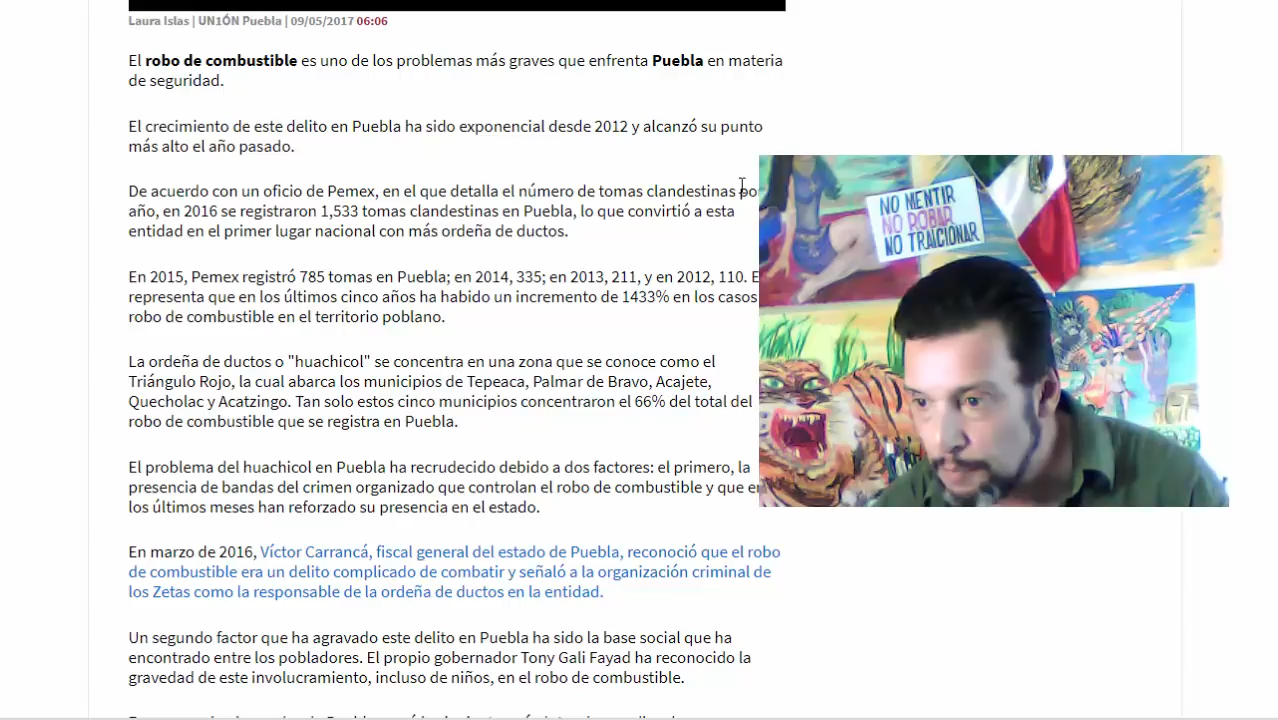 Laura Islas | UN1ÓN Puebla | 09/05/2017 06:06
El robo de combustible es uno de los problemas más graves que enfrenta Puebla en materia
de seguridad.
El crecimiento de este delito en Puebla ha sido exponencial desde 2012 y alcanzó su punto
más alto el año pasado.
De acuerdo con un oficio de Pemex, en el que detalla el número de tomas clandestinas
año, en 2016 se registraron 1,533 tomas clandestinas en Puebla, lo que convirtió a esta
entidad en el primer lugar nacional con más ordeña de ductos.
En 2015, Pemex registró 785 tomas en Puebla; en 2014, 335; en 2013, 211, y en 2012, 110.
representa que en los últimos cinco años ha habido un incremento de 1433% en los casos
robo de combustible en el territorio poblano.
La ordeña de ductos o "huachicol" se concentra en una zona que se conoce como el
Triángulo Rojo, la cual abarca los municipios de Tepeaca, Palmar de Bravo, Acajete,
Quecholac y Acatzingo. Tan solo estos cinco municipios concentraron el 66% del total del
robo de combustible que se registra en Puebla.
El problema del huachicol en Puebla ha recrudecido debido a dos factores: el primero, la
presencia de bandas del crimen organizado que controlan el robo de combustible y que
los últimos meses han reforzado su presencia en el estado.
En marzo de 2016, Víctor Carrancá, fiscal general del estado de Puebla, reconoció que el robo
de combustible era un delito complicado de combatir y señaló a la organización criminal de
los Zetas como la responsable de la ordeña de ductos en la entidad.
Un segundo factor que ha agravado este delito en Puebla ha sido la base social que ha
encontrado entre los pobladores. El propio gobernador Tony Gali Fayad ha reconocido la
gravedad de este involucramiento, incluso de niños, en el robo de combustible.
NO MENTIR
NO ROBAR
NO TRAICIONAR